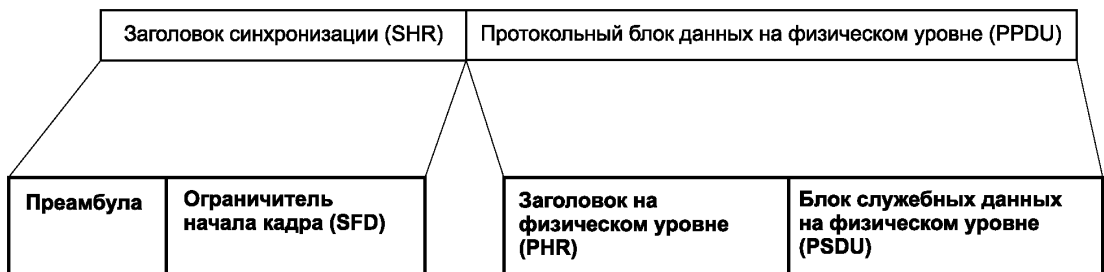 Заголовок синхронизации (SHR)
Протокольный блок данных на физическом уровне (PPDU)
Преамбула
Ограничитель
начала кадра (SFD)
Заголовок на
физическом уровне
(PHR)
Блок служебных данных
на физическом уровне
(PSDU)